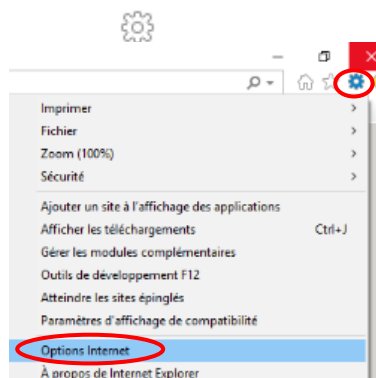 Imprimer
Fichier
Zoom (100%)
Sécurité
Ajouter un site à l'affichage des applications
Afficher les téléchargements Ctrl+J
Gérer les modules complémentaires
Outils de développement F12
Atteindre les sites épinglés
Paramètres d'affichage de compatibilité
Options Internet
À propos de Internet Explorer